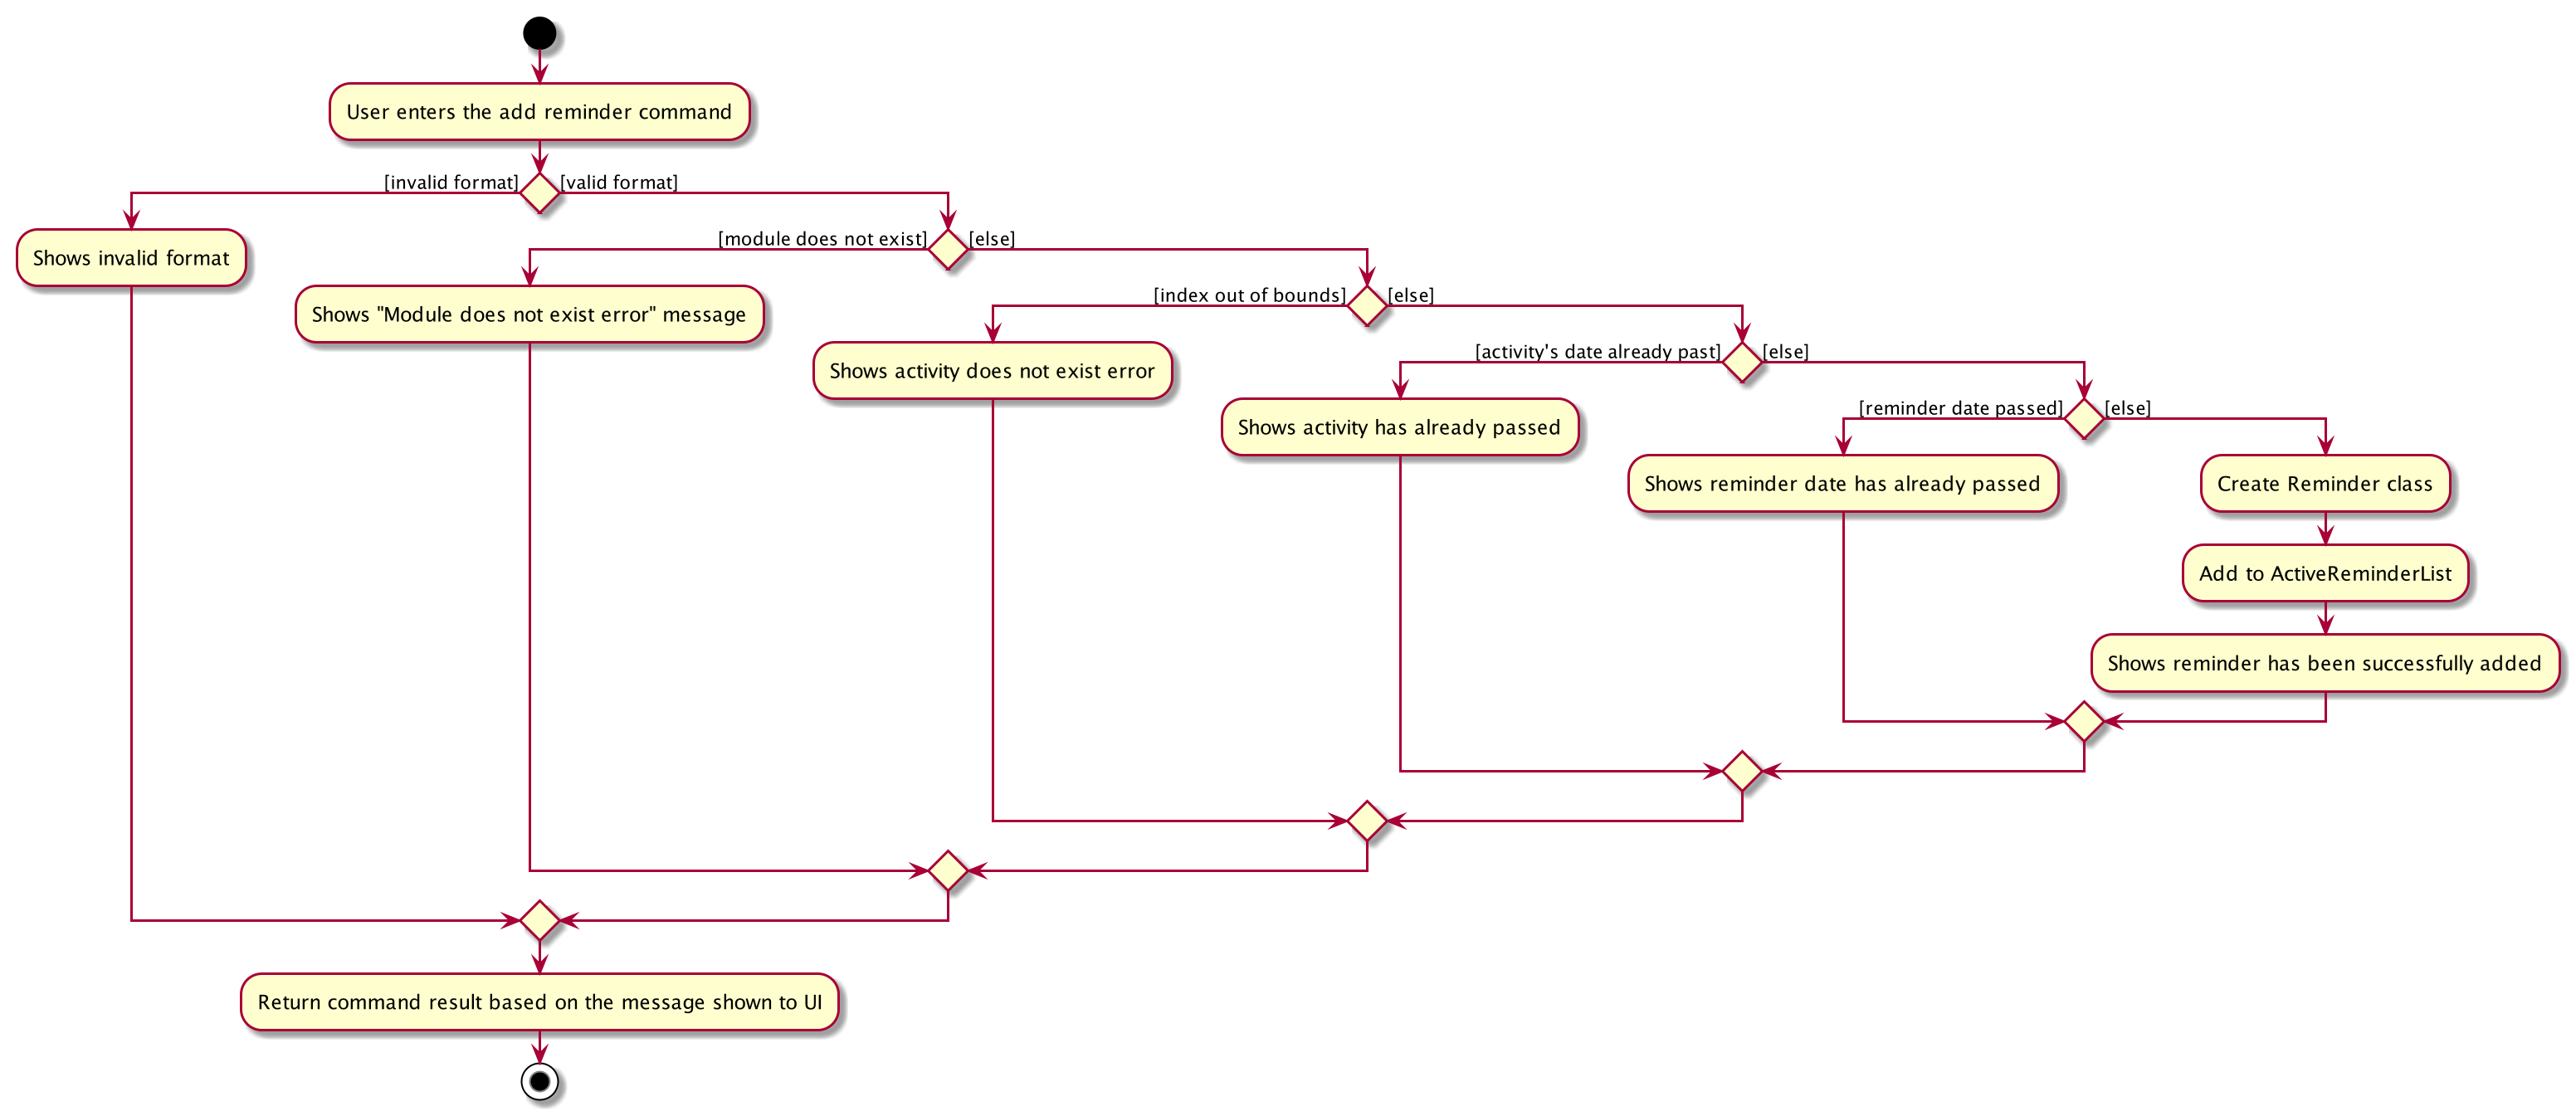 User enters the add reminder command
[invalid format]
[valid format]
Shows invalid format
[module does not exist]
[else]
Shows "Module does not exist error" message
[index out of bounds]
[else]
Shows activity does not exist error
[activity's date already past]
[else]
Shows activity has already passed
[reminder date passed]
[else]
Shows reminder date has already passed
Create Reminder class
Add to ActiveReminderList
Shows reminder has been successfully added
Return command result based on the message shown to UI